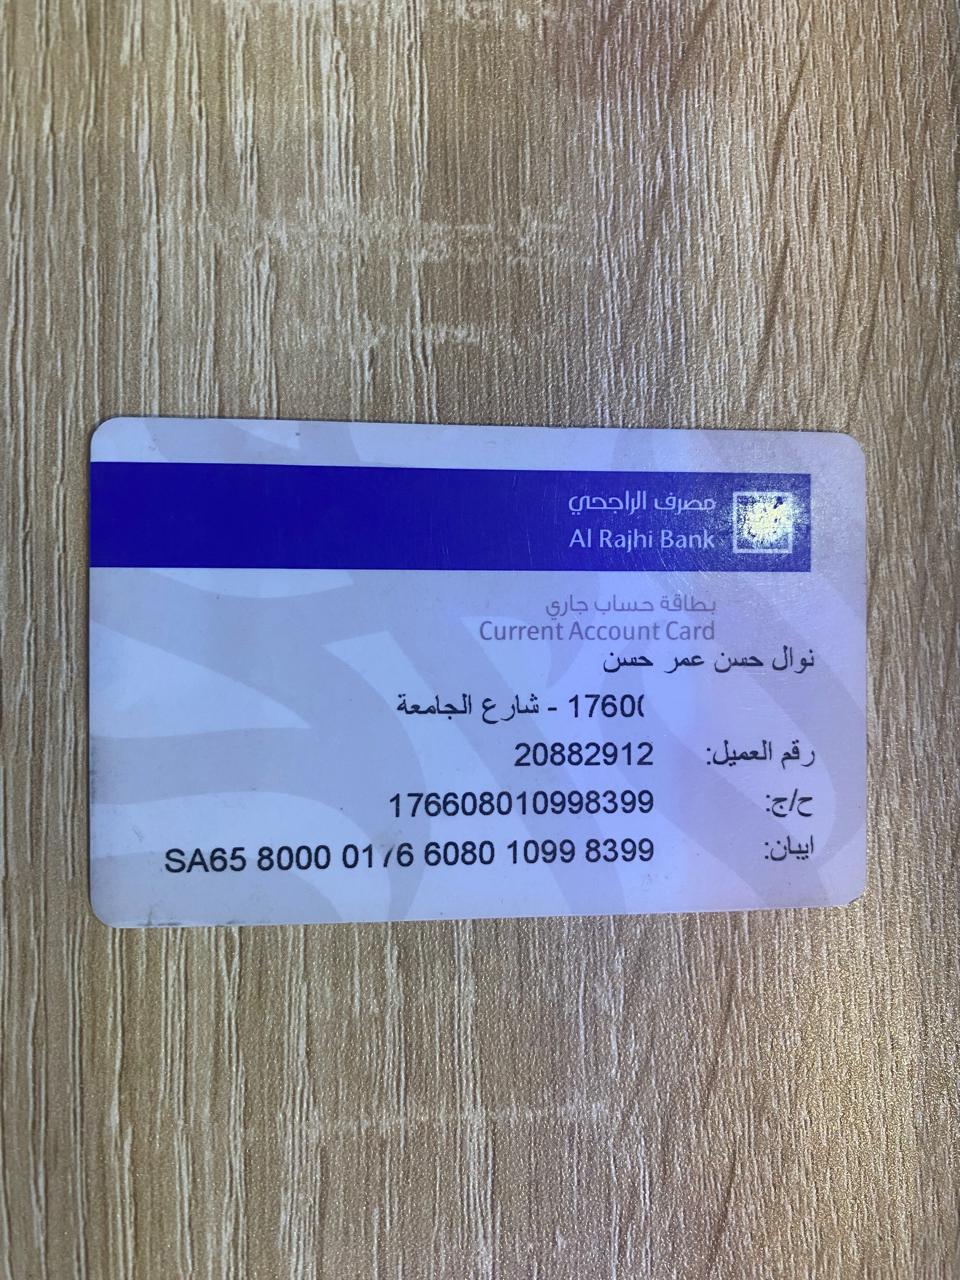 مصرف الراجحي
Al Rajhi Bank
بطاقة حساب جاري
Current Account Card
نوال حسن عمر حسن
17600 - شارع الجامعة
رقم العميل: 20882912
ح/ج: 176608010998399
ايبان: SA65 8000 0176 6080 1099 8399